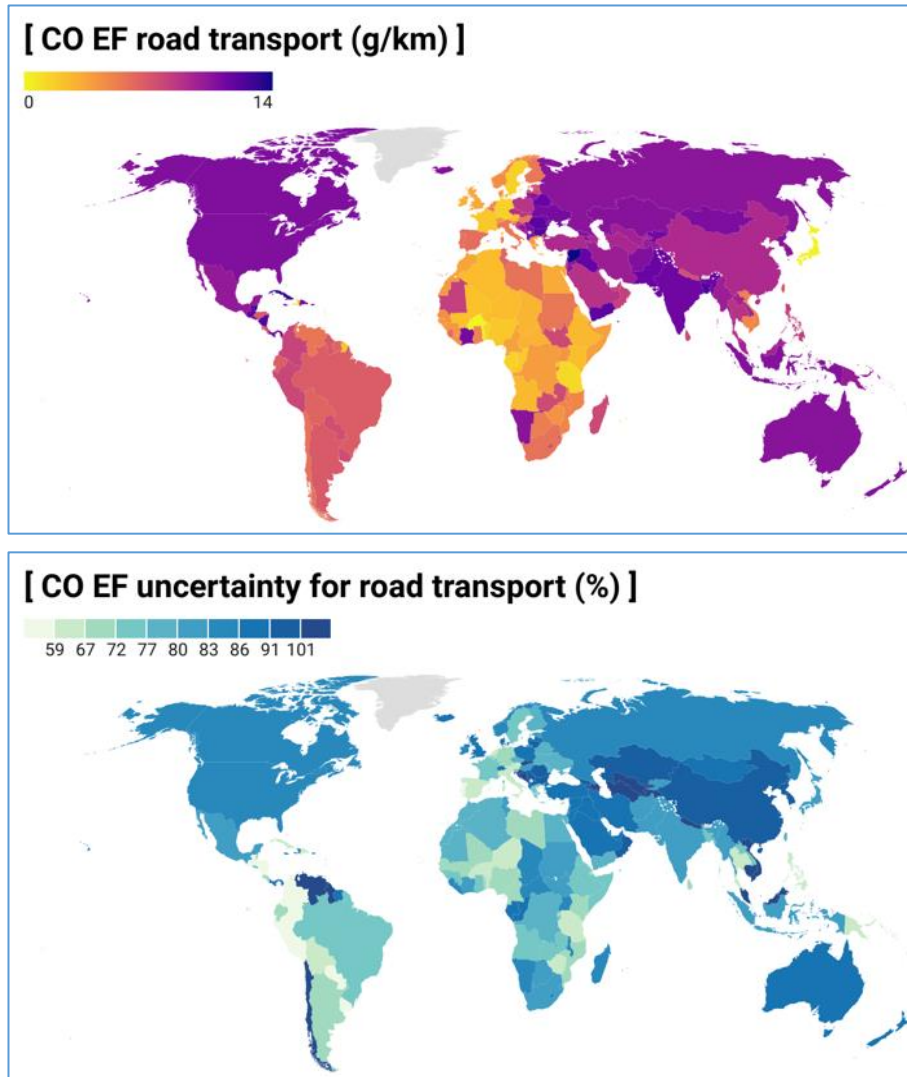 [ CO EF road transport (g/km) ]
0 14
[ CO EF uncertainty for road transport (%) ]
59 67 72 77 80 83 86 91 101